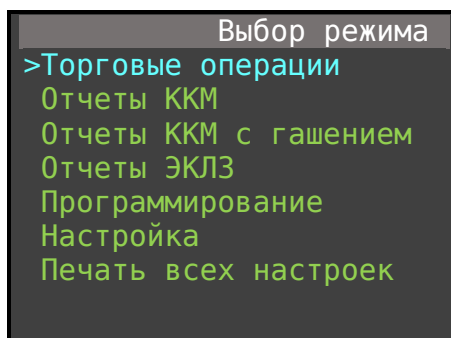 Выбор режима
>Торговые операции
Отчеты ККМ
Отчеты ККМ с гашением
Отчеты ЭКЛЗ
Программирование
Настройка
Печать всех настроек